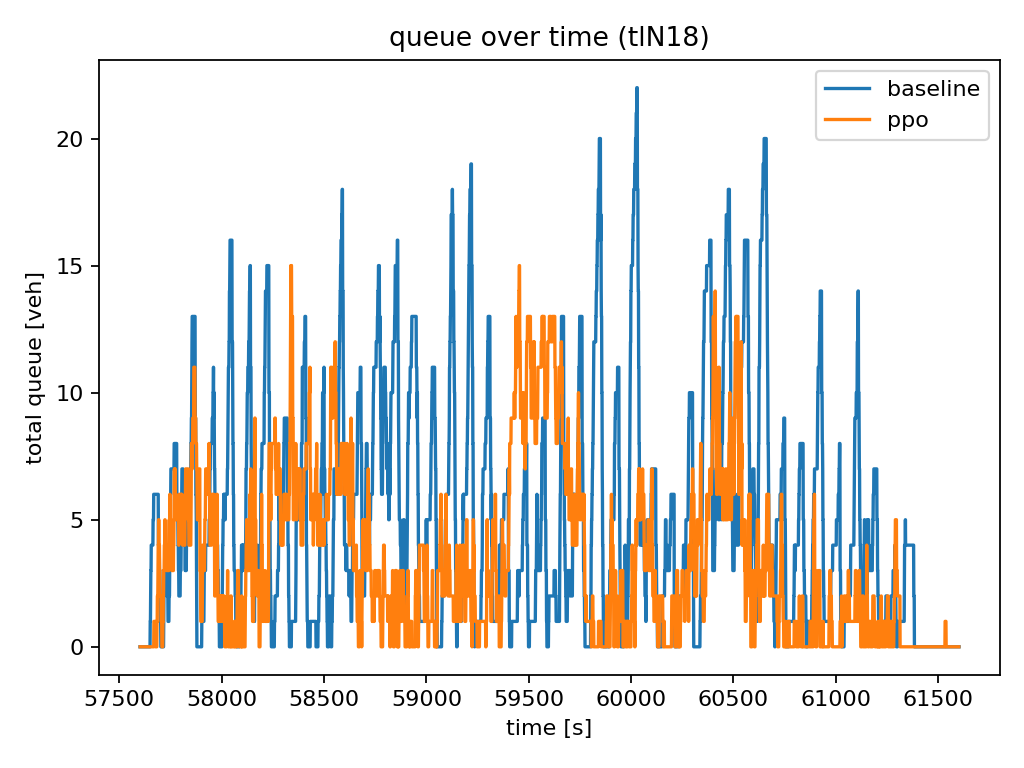 queue over time (tlN18)
total queue [veh]
20
15
10
5
0
baseline
ppo
57500 58000 58500 59000 59500 60000 60500 61000 61500
time [s]